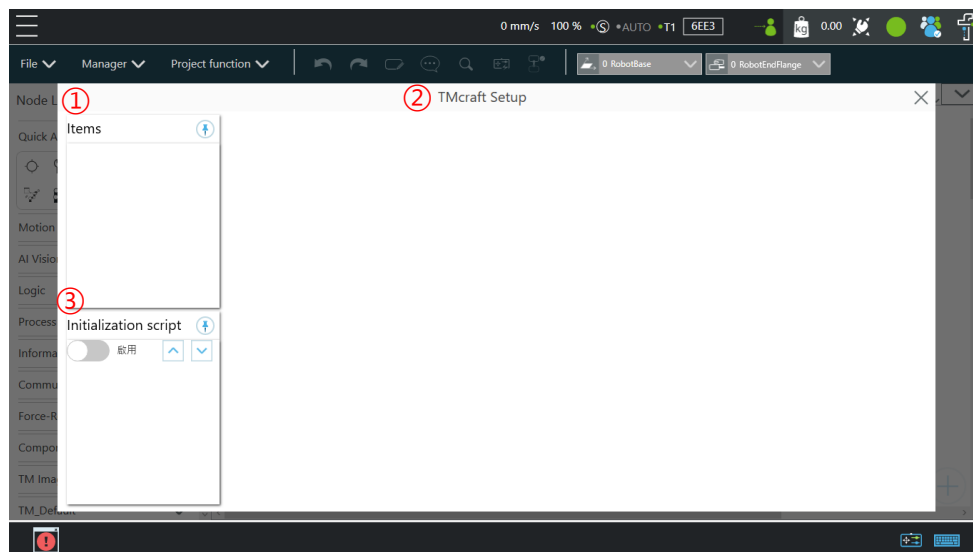 0 mm/s 100 % •Ⓢ •AUTO •T1 6EE3 kg 0.00
File Manager Project function 0 RobotBase 0 RobotEndFlange
Node L ① ② TMcraft Setup
Quick A
Items
Motion
AI Visio
Logic
③
Process
Initialization script
Informa
啟用
Commu
Force-R
Compo
TM Ima
TM_Default